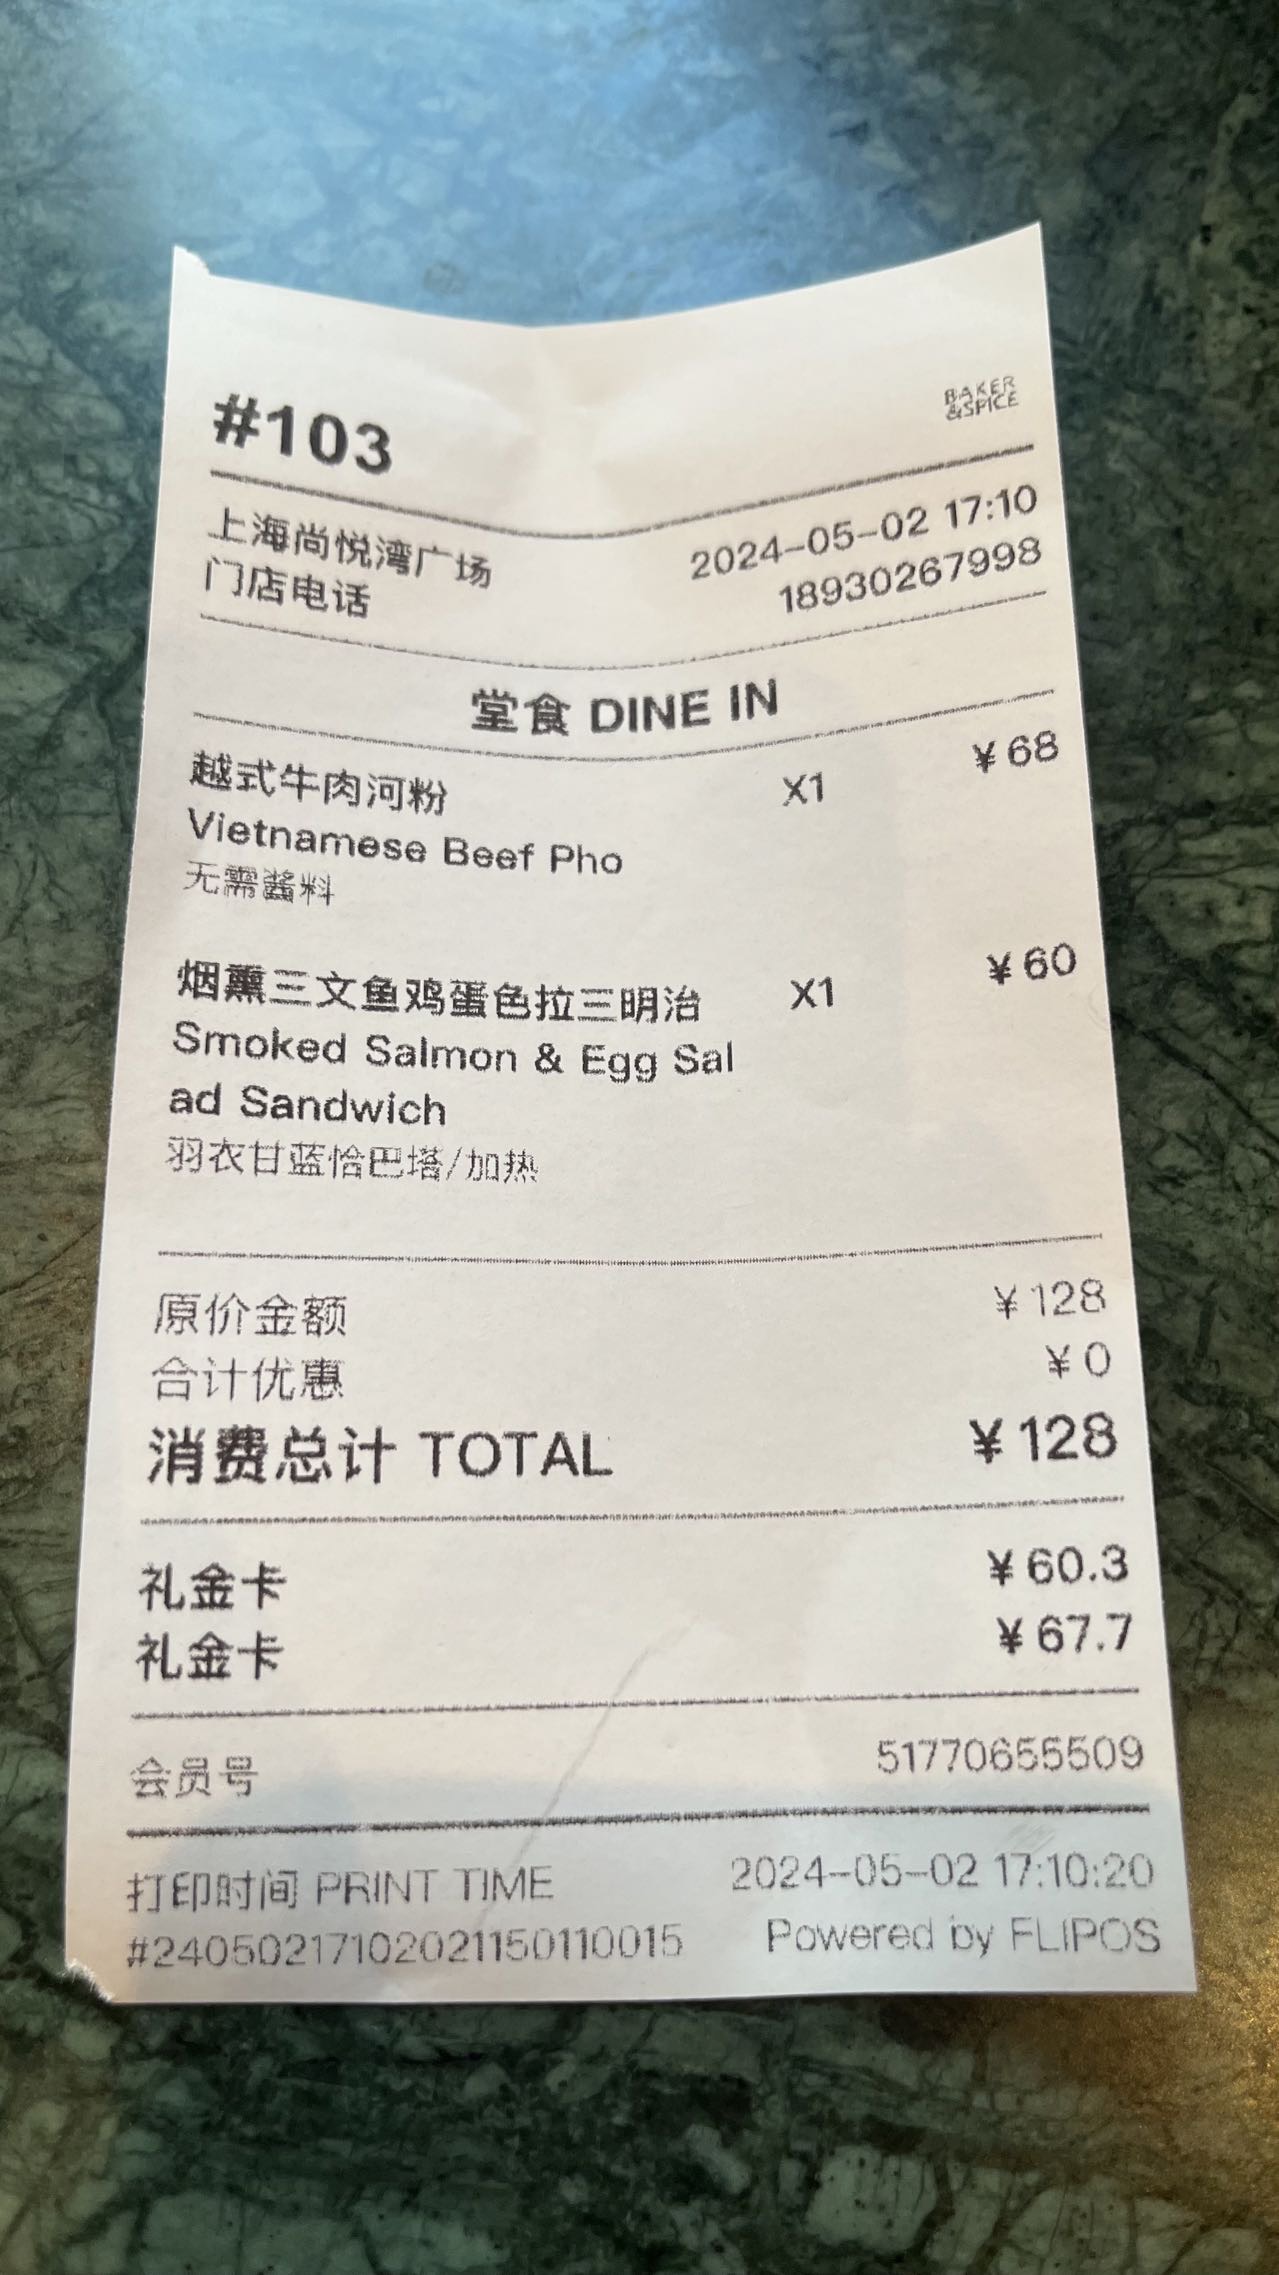 #103
BAKER
&SPICE
上海尚悦湾广场 2024-05-02 17:10
门店电话 18930267998
堂食 DINE IN
越式牛肉河粉 X1 ¥68
Vietnamese Beef Pho
无需酱料
烟熏三文鱼鸡蛋色拉三明治 X1 ¥60
Smoked Salmon & Egg Sal
ad Sandwich
羽衣甘蓝恰巴塔/加热
原价金额 ¥128
合计优惠 ¥0
消费总计 TOTAL ¥128
礼金卡 ¥60.3
礼金卡 ¥67.7
会员号 51770655509
打印时间 PRINT TIME 2024-05-02 17:10:20
#24050217102021150110015 Powered by FLIPOS